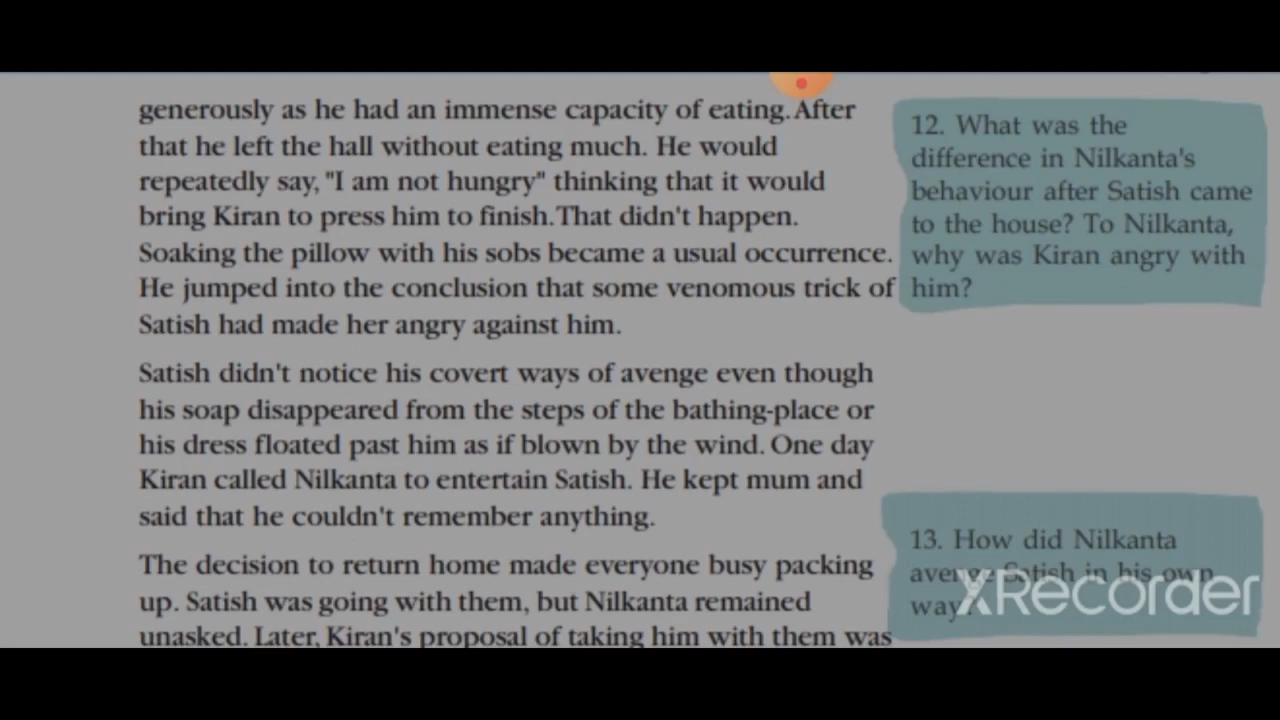 generously as he had an immense capacity of eating. After
that he left the hall without eating much. He would
repeatedly say, "I am not hungry" thinking that it would
bring Kiran to press him to finish. That didn't happen.
Soaking the pillow with his sobs became a usual occurrence.
He jumped into the conclusion that some venomous trick of
Satish had made her angry against him.
Satish didn't notice his covert ways of avenge even though
his soap disappeared from the steps of the bathing-place or
his dress floated past him as if blown by the wind. One day
Kiran called Nilkanta to entertain Satish. He kept mum and
said that he couldn't remember anything.
The decision to return home made everyone busy packing
up. Satish was going with them, but Nilkanta remained
unasked. Later, Kiran's proposal of taking him with them was
12. What was the
difference in Nilkanta's
behaviour after Satish came
to the house? To Nilkanta,
why was Kiran angry with
him?
13. How did Nilkanta
avenge Satish in his own
way?
XRecorder